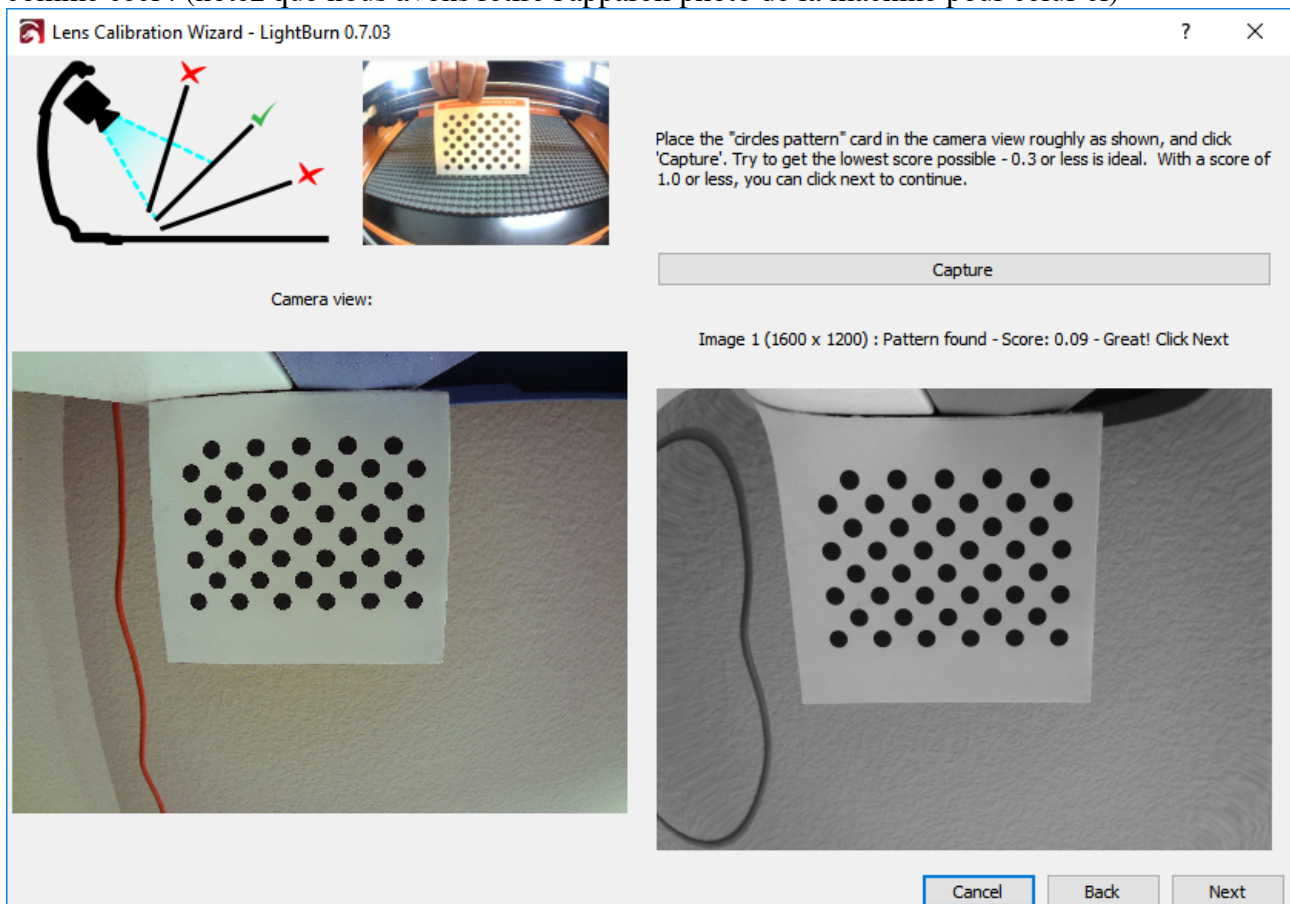 Lens Calibration Wizard - LightBurn 0.7.03
Place the "circles pattern" card in the camera view roughly as shown, and click
'Capture'. Try to get the lowest score possible - 0.3 or less is ideal.  With a score of
1.0 or less, you can click next to continue.
Capture
Camera view:
Image 1 (1600 x 1200) : Pattern found - Score: 0.09 - Great! Click Next
Cancel
Back
Next